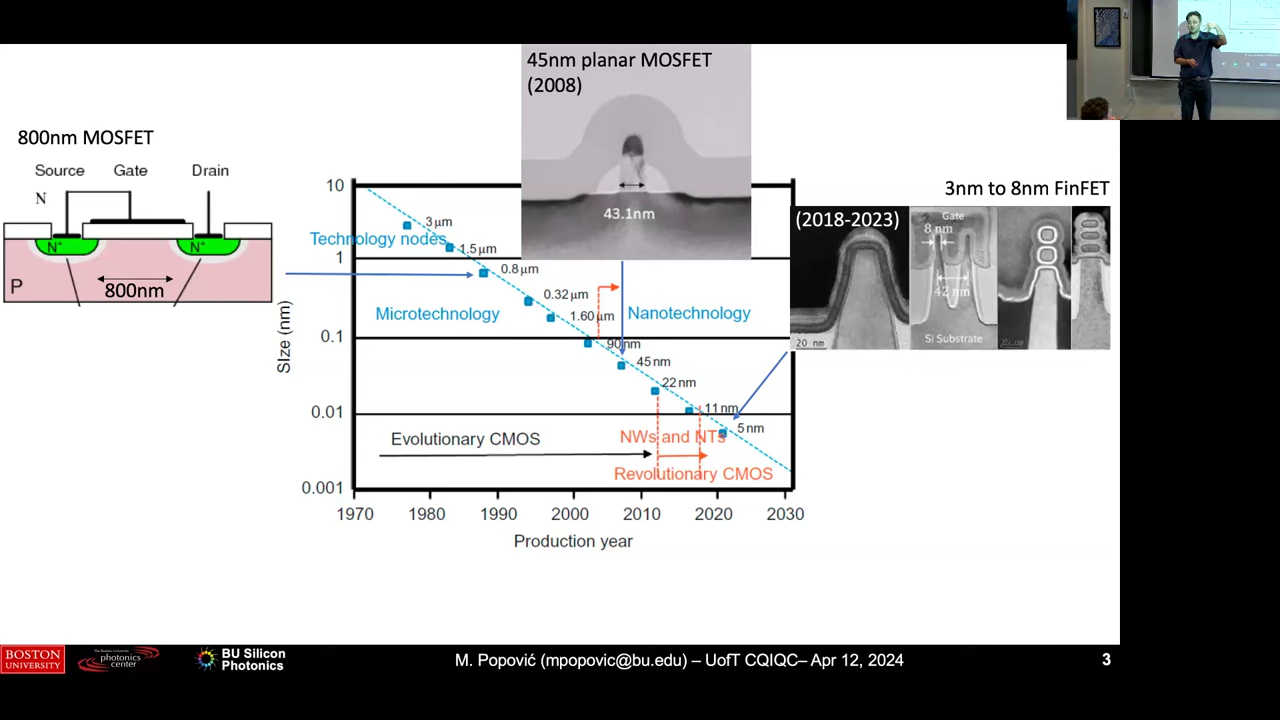 45nm planar MOSFET
(2008)
43.1nm
800nm MOSFET
Source Gate Drain
N
N+ N+
P
800nm
3nm to 8nm FinFET
(2018-2023)
Gate
8 nm
42 nm
Si Substrate
20 nm
SIze (nm)
10
1
0.1
0.01
0.001
3 µm
Technology nodes
1.5 µm
0.8 µm
0.32 µm
1.60 µm
Microtechnology
Nanotechnology
90 nm
45 nm
22 nm
11 nm
5 nm
Evolutionary CMOS
NWs and NTs
Revolutionary CMOS
1970 1980 1990 2000 2010 2020 2030
Production year
BOSTON
UNIVERSITY
photonics
center
BU Silicon
Photonics
M. Popović (mpopovic@bu.edu) – UofT CQIQC– Apr 12, 2024
3